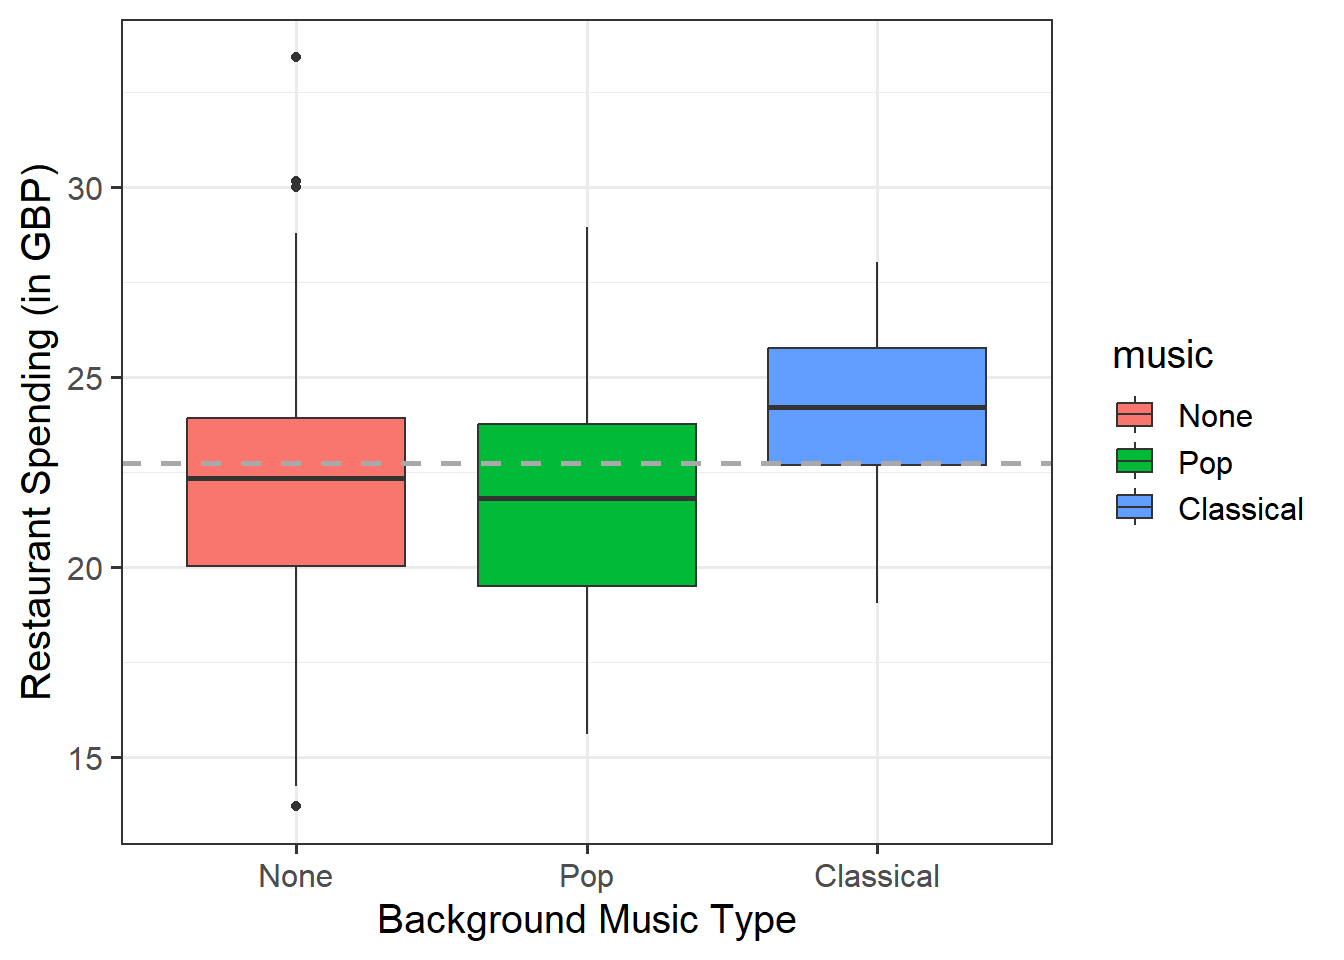 Restaurant Spending (in GBP)
30
25
20
15
None
Pop
Classical
Background Music Type
music
None
Pop
Classical